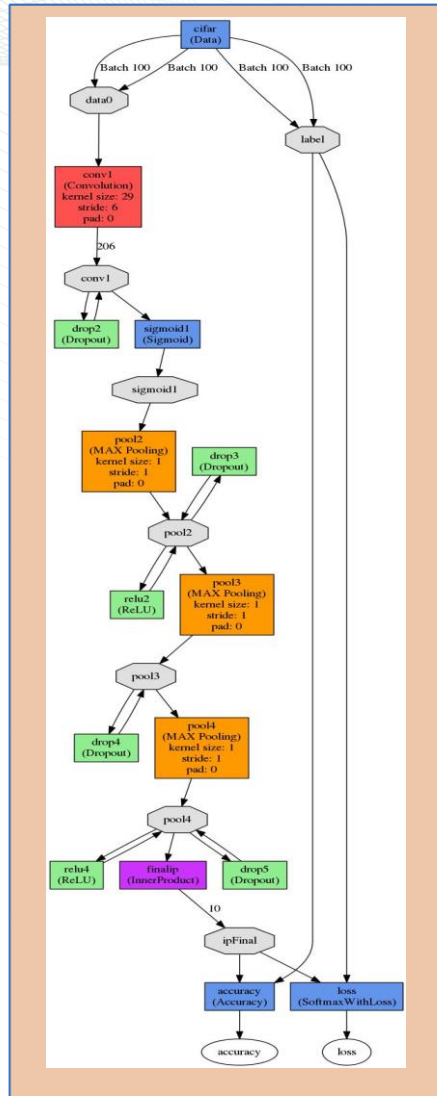 cifar
(Data)
Batch 100
Batch 100
Batch 100
Batch 100
data0
label
conv1
(Convolution)
kernel size: 29
stride: 6
pad: 0
206
conv1
drop2
(Dropout)
sigmoid1
(Sigmoid)
sigmoid1
pool2
(MAX Pooling)
kernel size: 1
stride: 1
pad: 0
drop3
(Dropout)
pool2
relu2
(ReLU)
pool3
(MAX Pooling)
kernel size: 1
stride: 1
pad: 0
pool3
drop4
(Dropout)
pool4
(MAX Pooling)
kernel size: 1
stride: 1
pad: 0
pool4
relu4
(ReLU)
finalip
(InnerProduct)
drop5
(Dropout)
10
ipFinal
accuracy
(Accuracy)
loss
(SoftmaxWithLoss)
accuracy
loss